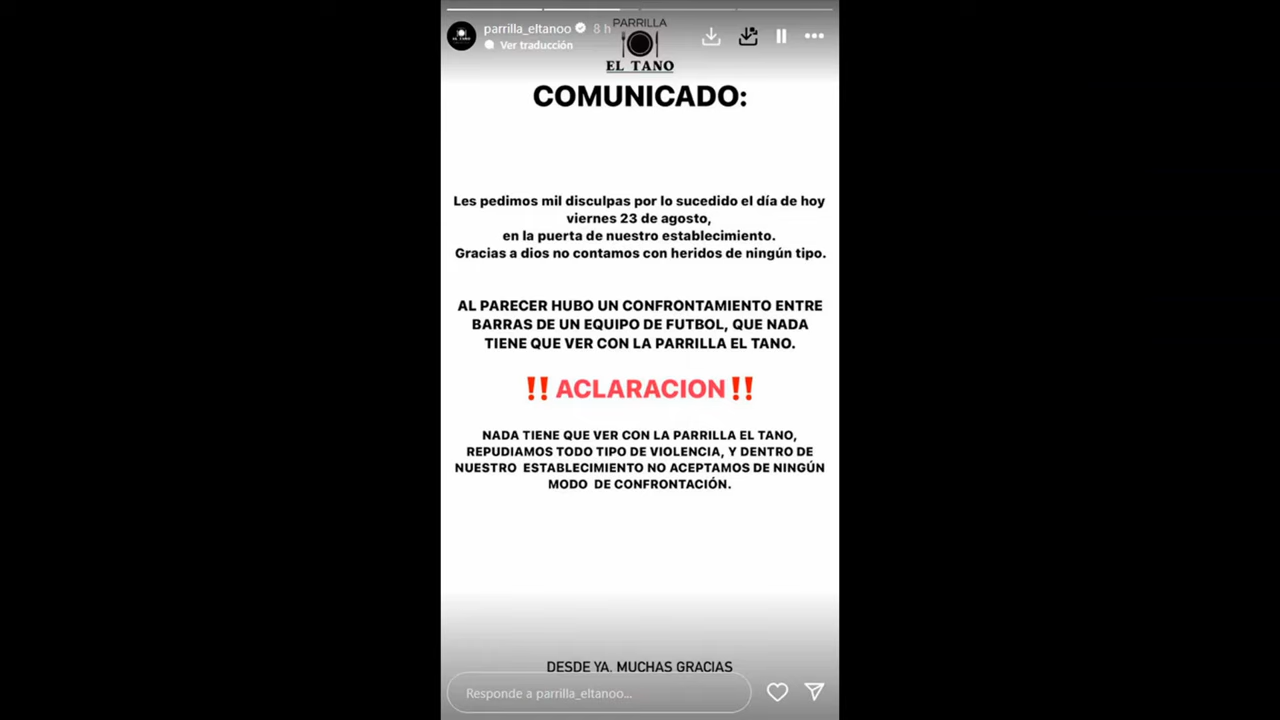 parrilla_eltanoo 8 h
Ver traducción
PARRILLA
EL TANO
COMUNICADO:
Les pedimos mil disculpas por lo sucedido el día de hoy
viernes 23 de agosto,
en la puerta de nuestro establecimiento.
Gracias a dios no contamos con heridos de ningún tipo.
AL PARECER HUBO UN CONFRONTAMIENTO ENTRE
BARRAS DE UN EQUIPO DE FUTBOL, QUE NADA
TIENE QUE VER CON LA PARRILLA EL TANO.
‼️ ACLARACION ‼️
NADA TIENE QUE VER CON LA PARRILLA EL TANO,
REPUDIAMOS TODO TIPO DE VIOLENCIA, Y DENTRO DE
NUESTRO ESTABLECIMIENTO NO ACEPTAMOS DE NINGÚN
MODO DE CONFRONTACIÓN.
DESDE YA. MUCHAS GRACIAS
Responde a parrilla_eltanoo...